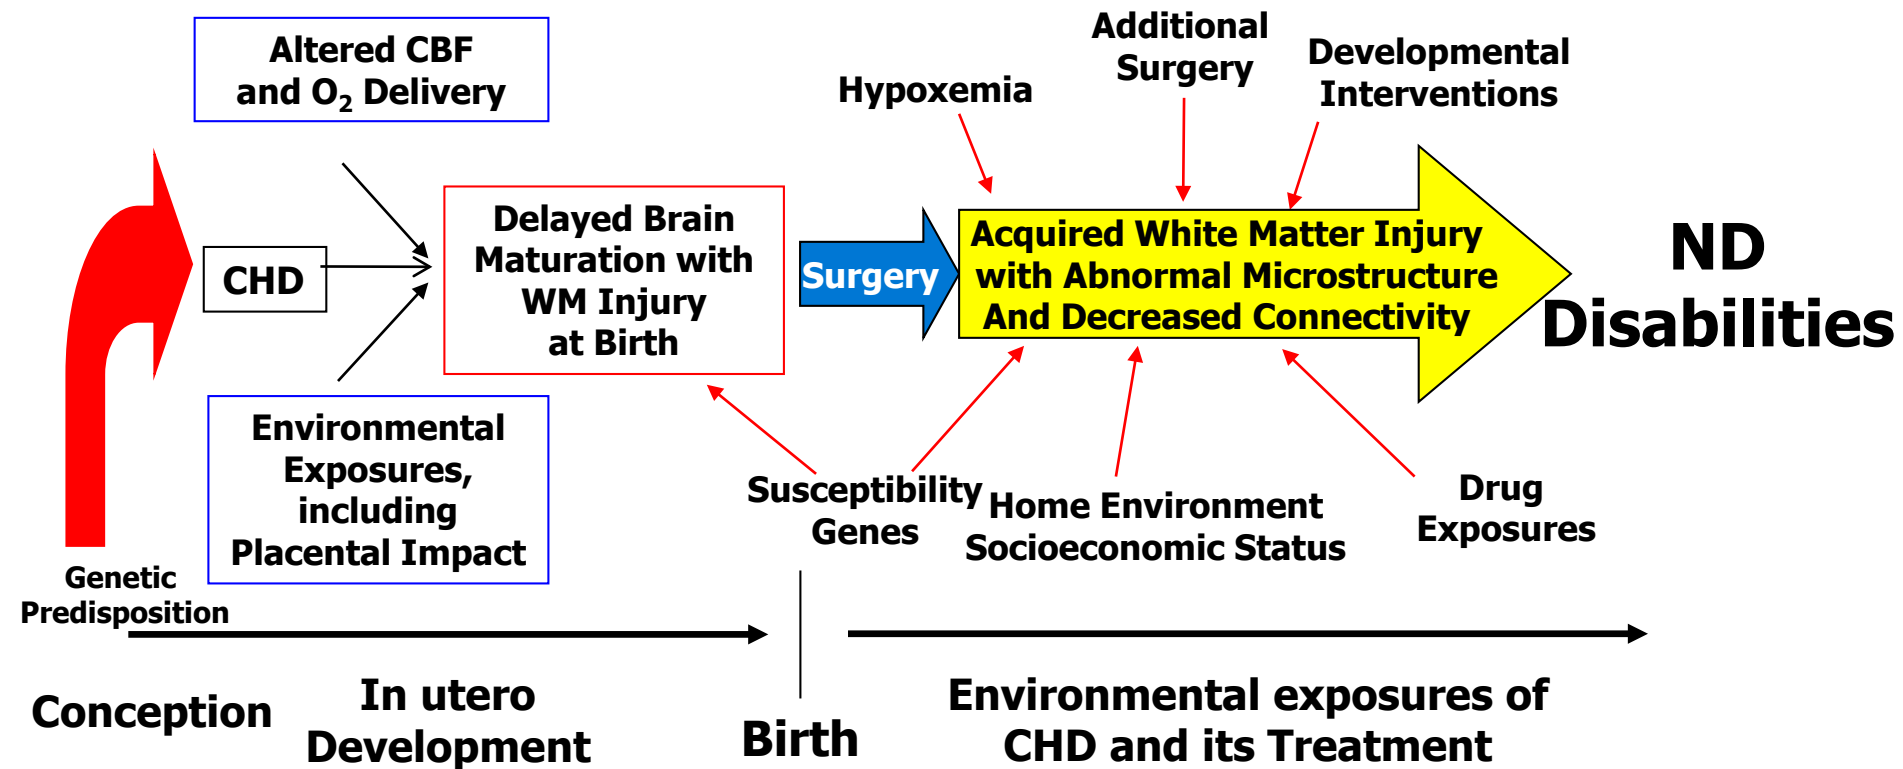 Altered CBF
and O₂ Delivery
Hypoxemia
Additional
Surgery
Developmental
Interventions
CHD
Delayed Brain
Maturation with
WM Injury
at Birth
Surgery
Acquired White Matter Injury
with Abnormal Microstructure
And Decreased Connectivity
ND
Disabilities
Environmental
Exposures,
including
Placental Impact
Genetic
Predisposition
Susceptibility
Genes
Home Environment
Socioeconomic Status
Drug
Exposures
Conception
In utero
Development
Birth
Environmental exposures of
CHD and its Treatment